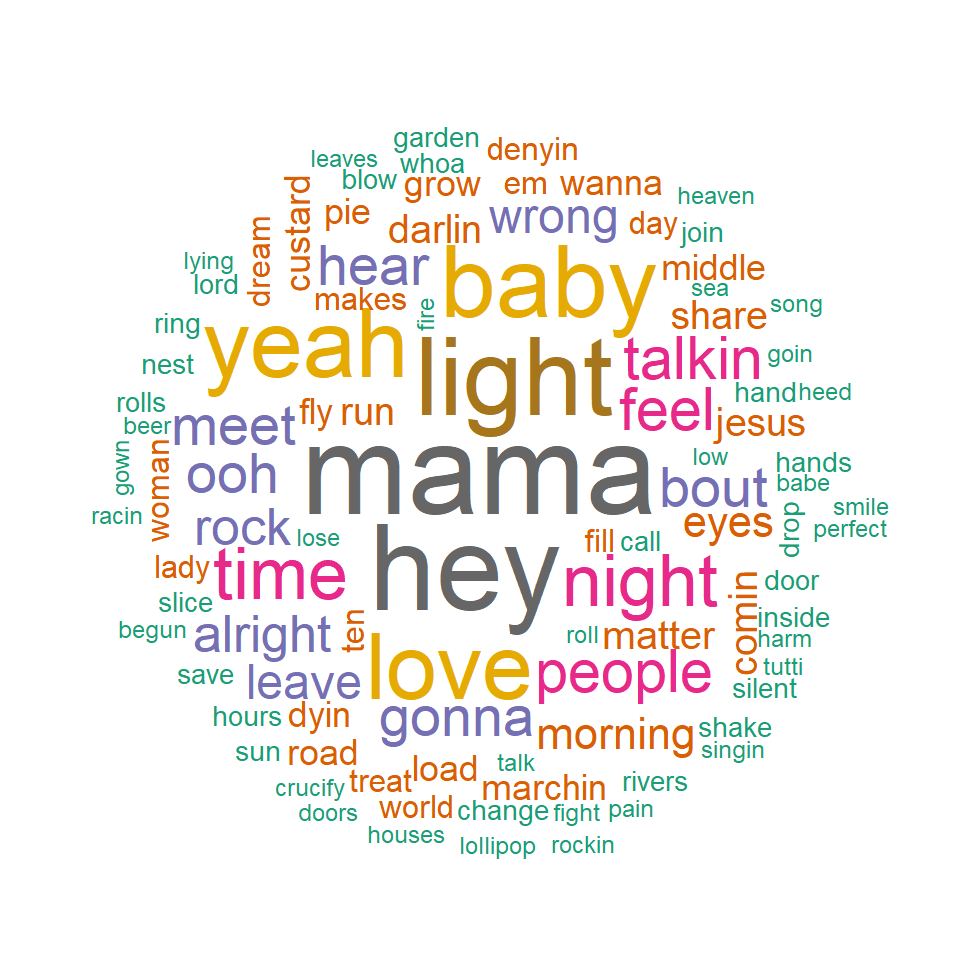 garden
denyin
leaves
whoa
blow
grow
em
wanna
heaven
custard
pie
darlin
wrong
day
join
dream
hear
baby
middle
lying
lord
makes
fire
sea
song
share
ring
yeah
light
talkin
goin
nest
feel
hand
heed
rolls
beer
meet
fly
run
jesus
gown
woman
ooh
mama
low
bout
hands
babe
racin
rock
lose
eyes
drop
smile
perfect
lady
time
hey
fill
call
night
comin
door
slice
begun
alright
ten
roll
matter
inside
harm
save
leave
love
people
tutti
silent
hours
dyin
gonna
morning
shake
singin
sun
road
load
talk
crucify
treat
marchin
rivers
doors
world
change
fight
pain
houses
lollipop
rockin